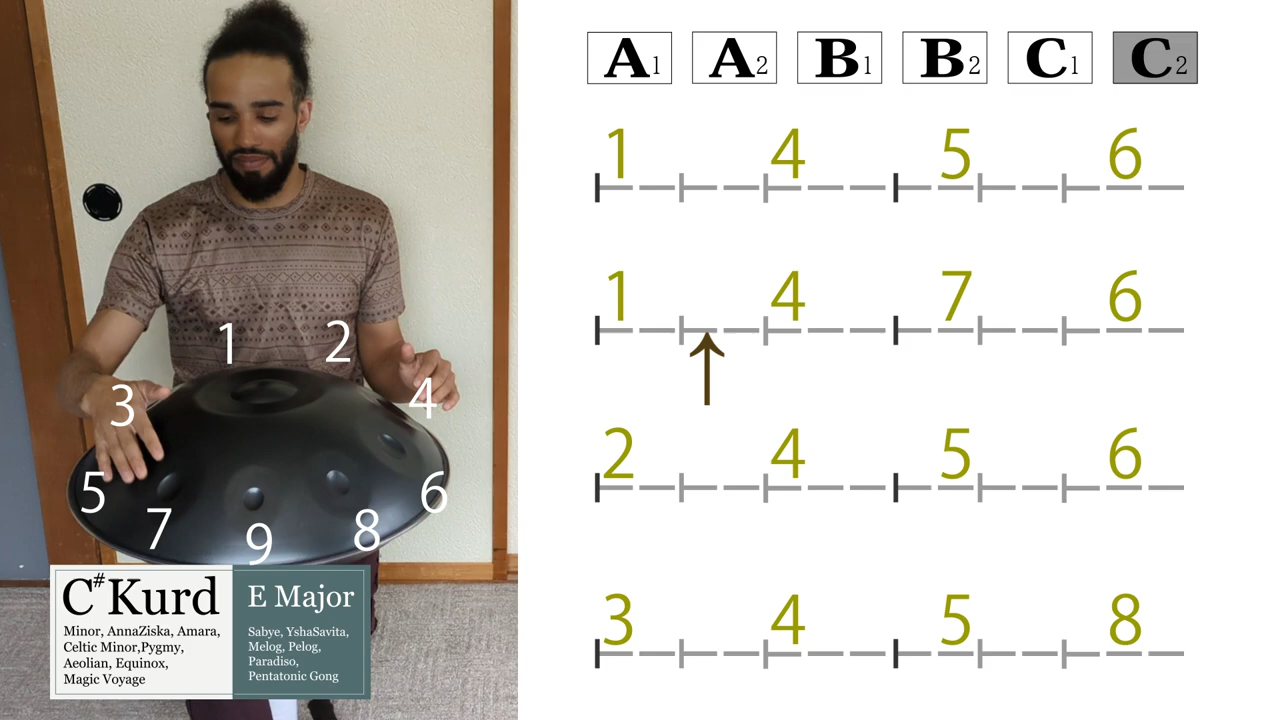 A1 A2 B1 B2 C1 C2
1 4 5 6
1 4 7 6
2 4 5 6
3 4 5 8
1 2
3 4
5 6
7 9 8
C# Kurd
Minor, AnnaZiska, Amara,
Celtic Minor,Pygmy,
Aeolian, Equinox,
Magic Voyage
E Major
Sabye, YshaSavita,
Melog, Pelog,
Paradiso,
Pentatonic Gong